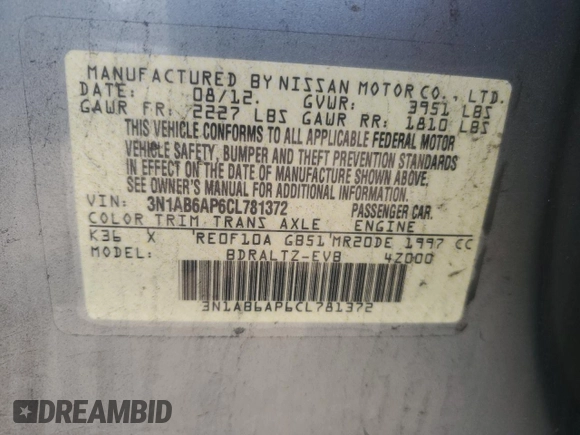 MANUFACTURED BY NISSAN MOTOR CO., LTD.
DATE: 08/12. GVWR: 3951 LBS
GAWR FR: 2227 LBS GAWR RR: 1810 LBS
THIS VEHICLE CONFORMS TO ALL APPLICABLE FEDERAL MOTOR
VEHICLE SAFETY, BUMPER AND THEFT PREVENTION STANDARDS
IN EFFECT ON THE DATE OF MANUFACTURE SHOWN ABOVE.
SEE OWNER'S MANUAL FOR ADDITIONAL INFORMATION.
VIN: 3N1AB6AP6CL781372 PASSENGER CAR.
COLOR TRIM TRANS AXLE ENGINE
K36 X RE0F10A GB51 MR20DE 1997 CC
MODEL: BDRALTZ-EVB 4Z000
3N1AB6AP6CL781372
DREAMBID